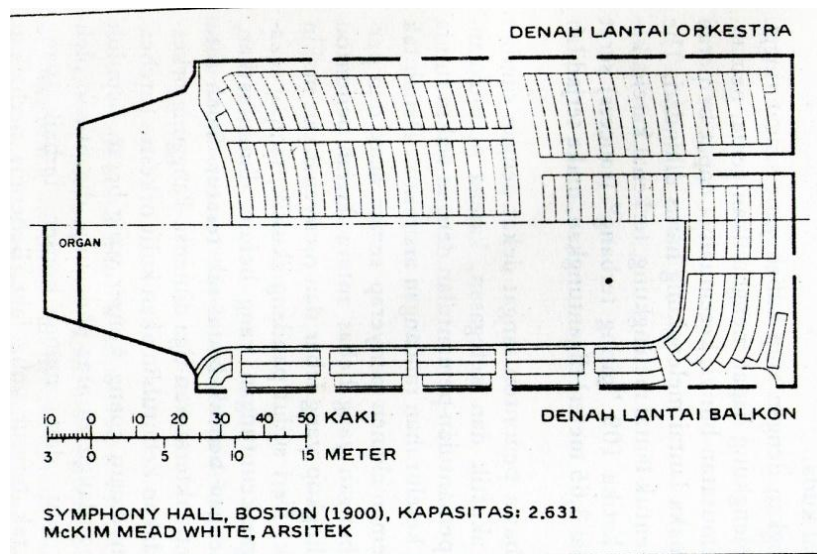 DENAH LANTAI ORKESTRA
ORGAN
DENAH LANTAI BALKON
10 0 10 20 30 40 50 KAKI
3 0 5 10 15 METER
SYMPHONY HALL, BOSTON (1900), KAPASITAS: 2,631
McKIM MEAD WHITE, ARSITEK